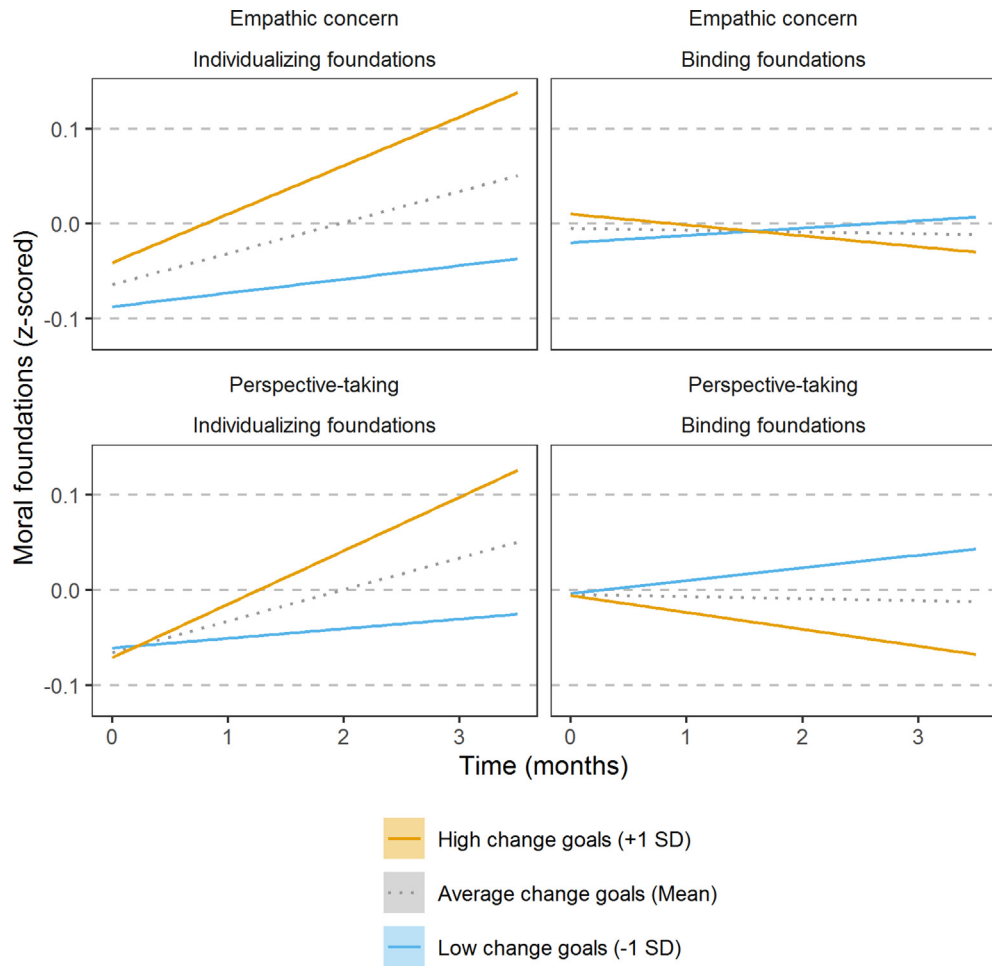 Empathic concern
Individualizing foundations
Empathic concern
Binding foundations
0.1
0.0
-0.1
Perspective-taking
Individualizing foundations
Perspective-taking
Binding foundations
0.1
0.0
-0.1
Moral foundations (z-scored)
0 1 2 3
0 1 2 3
Time (months)
High change goals (+1 SD)
Average change goals (Mean)
Low change goals (-1 SD)